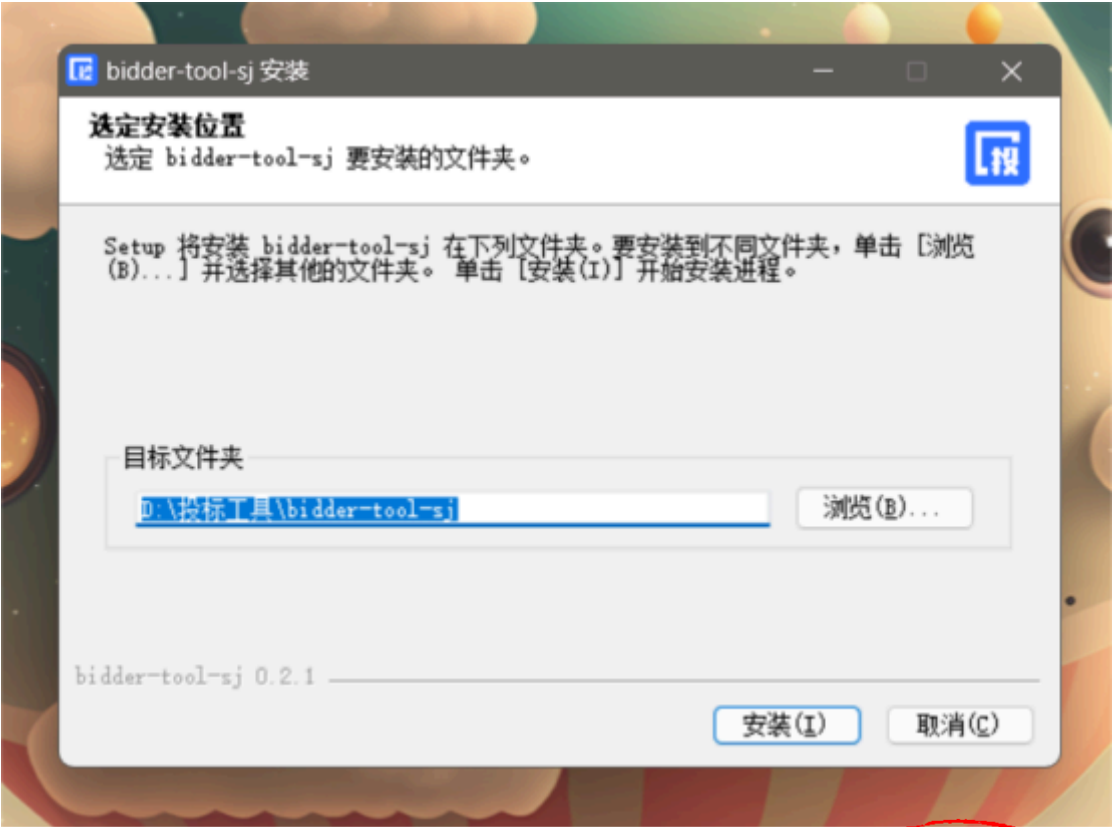 bidder-tool-sj 安装
选定安装位置
选定 bidder-tool-sj 要安装的文件夹。
投
Setup 将安装 bidder-tool-sj 在下列文件夹。要安装到不同文件夹，单击 [浏览
(B)...] 并选择其他的文件夹。 单击 [安装(I)] 开始安装进程。
目标文件夹
D:\投标工具\bidder-tool-sj
浏览(B)...
bidder-tool-sj 0.2.1
安装(I)
取消(C)